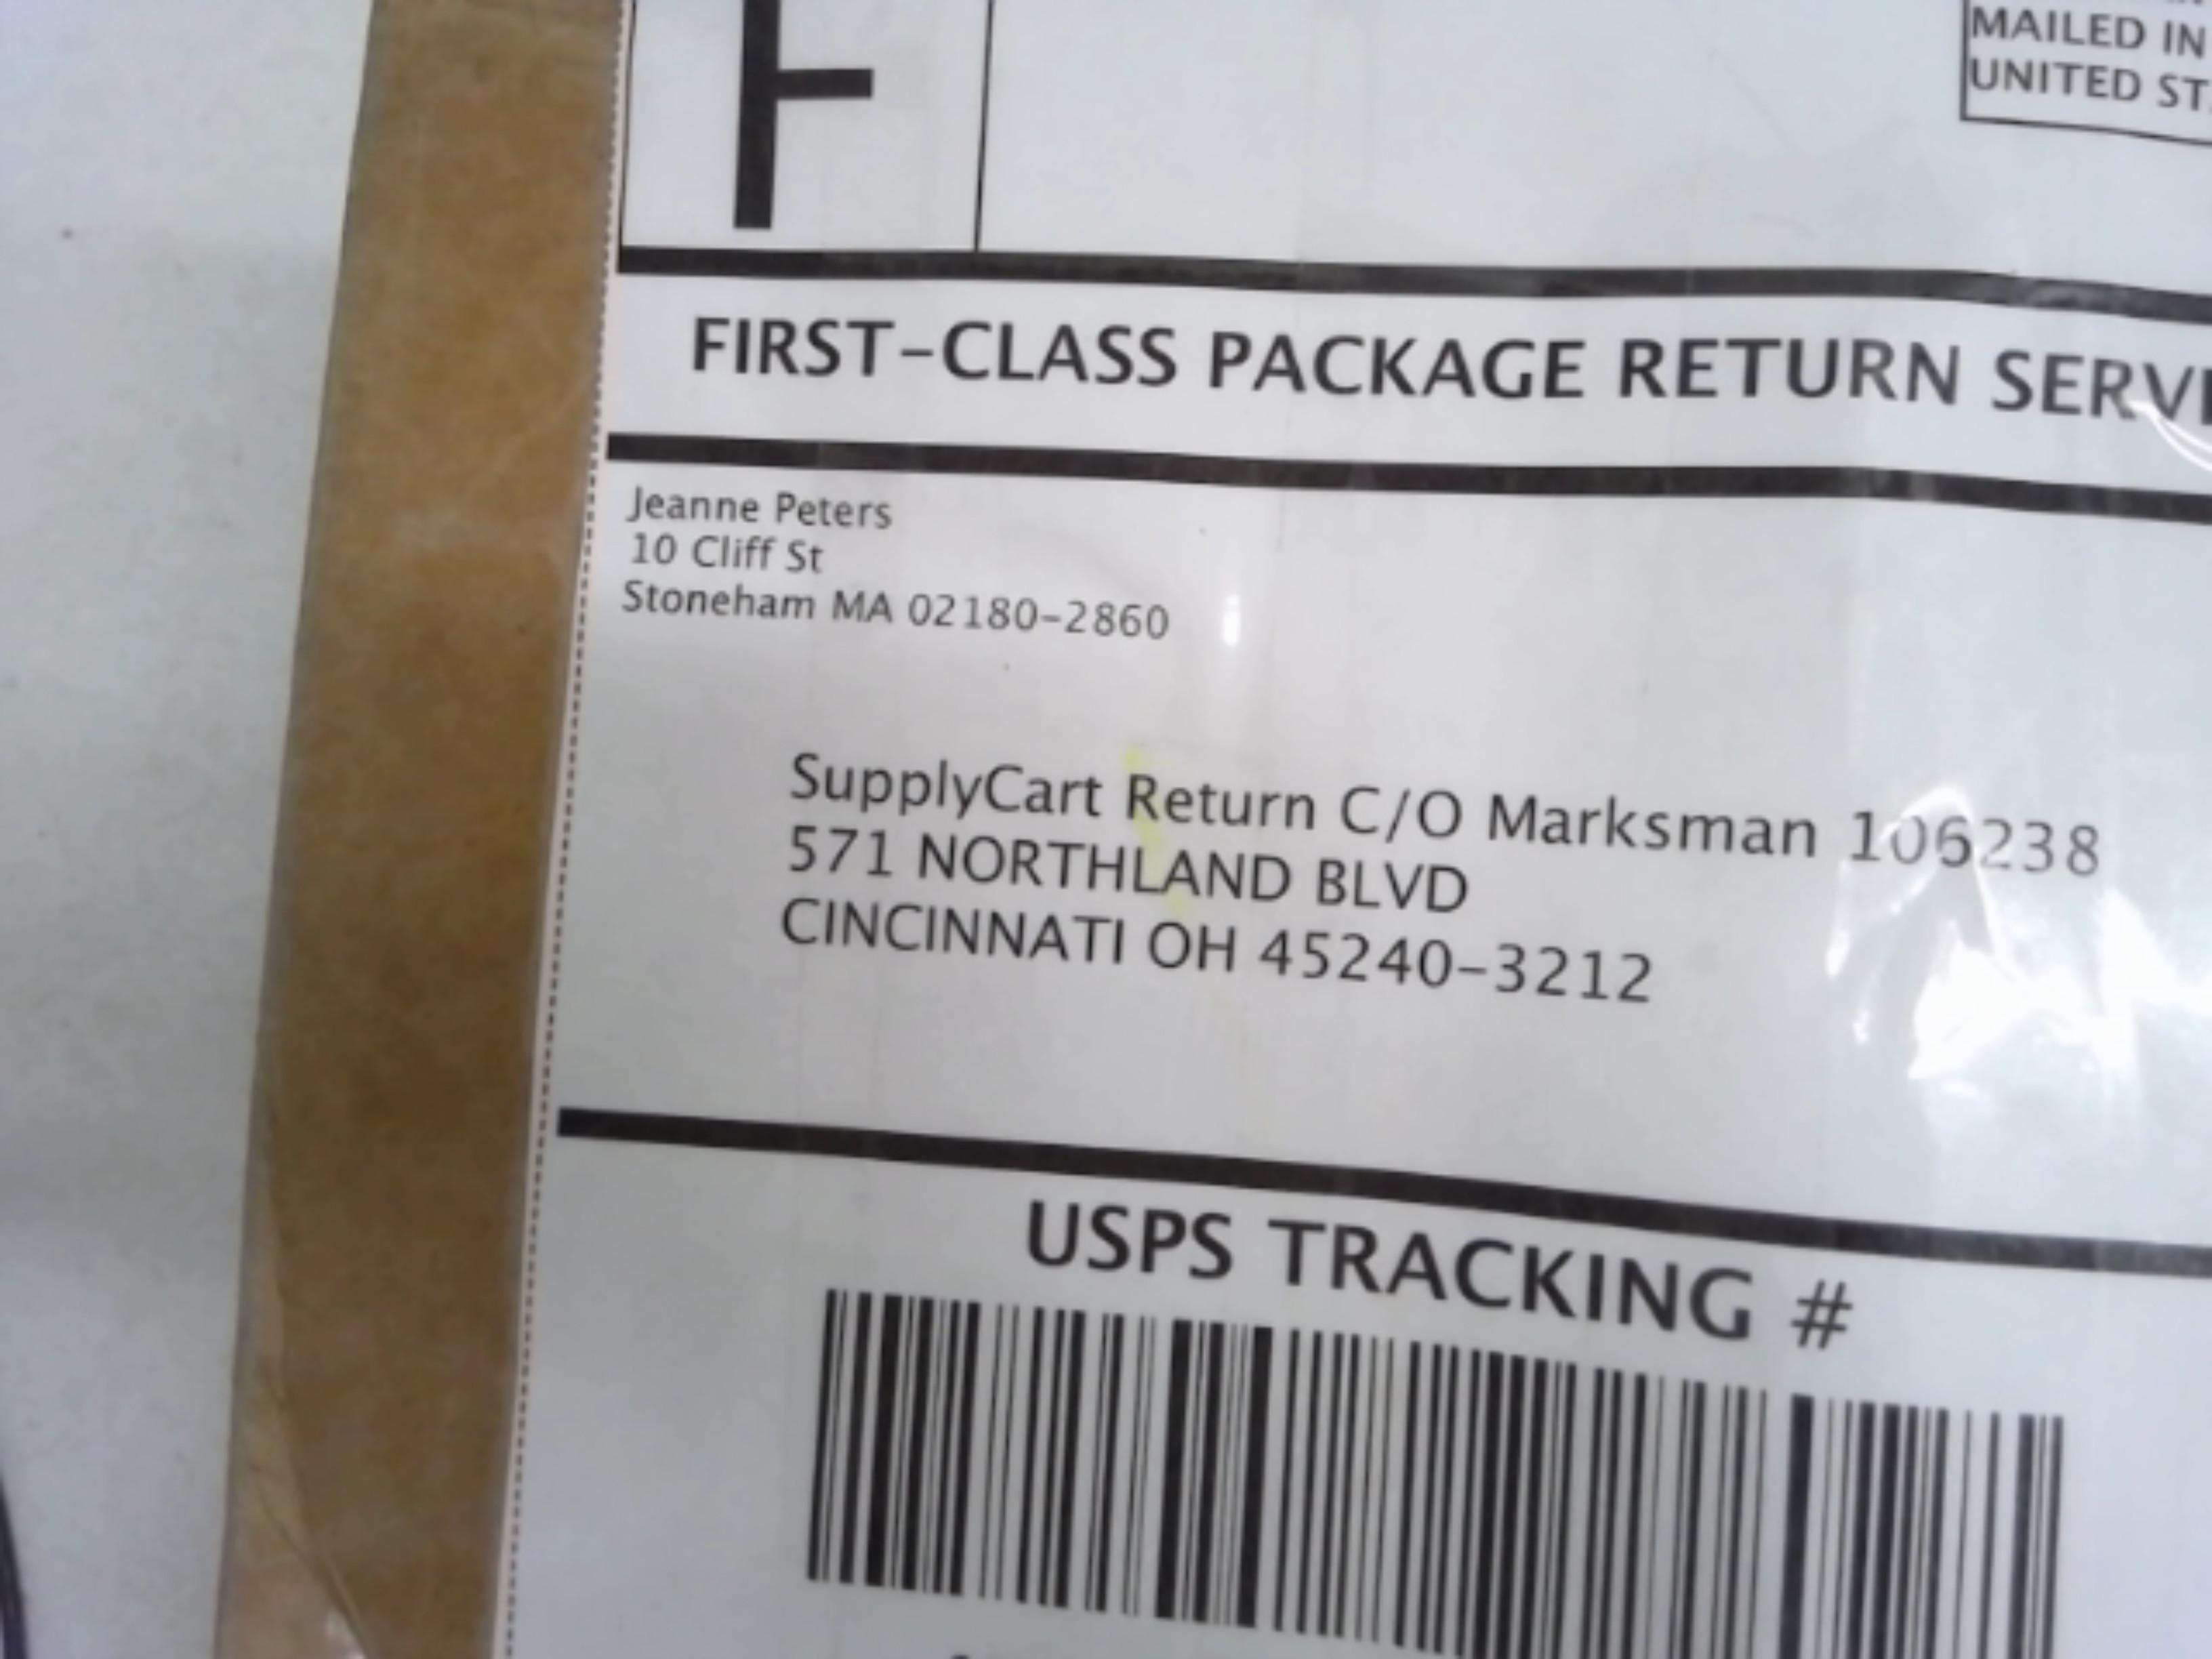 F
MAILED IN
UNITED ST
FIRST-CLASS PACKAGE RETURN SERVI
Jeanne Peters
10 Cliff St
Stoneham MA 02180-2860
SupplyCart Return C/O Marksman 106238
571 NORTHLAND BLVD
CINCINNATI OH 45240-3212
USPS TRACKING #